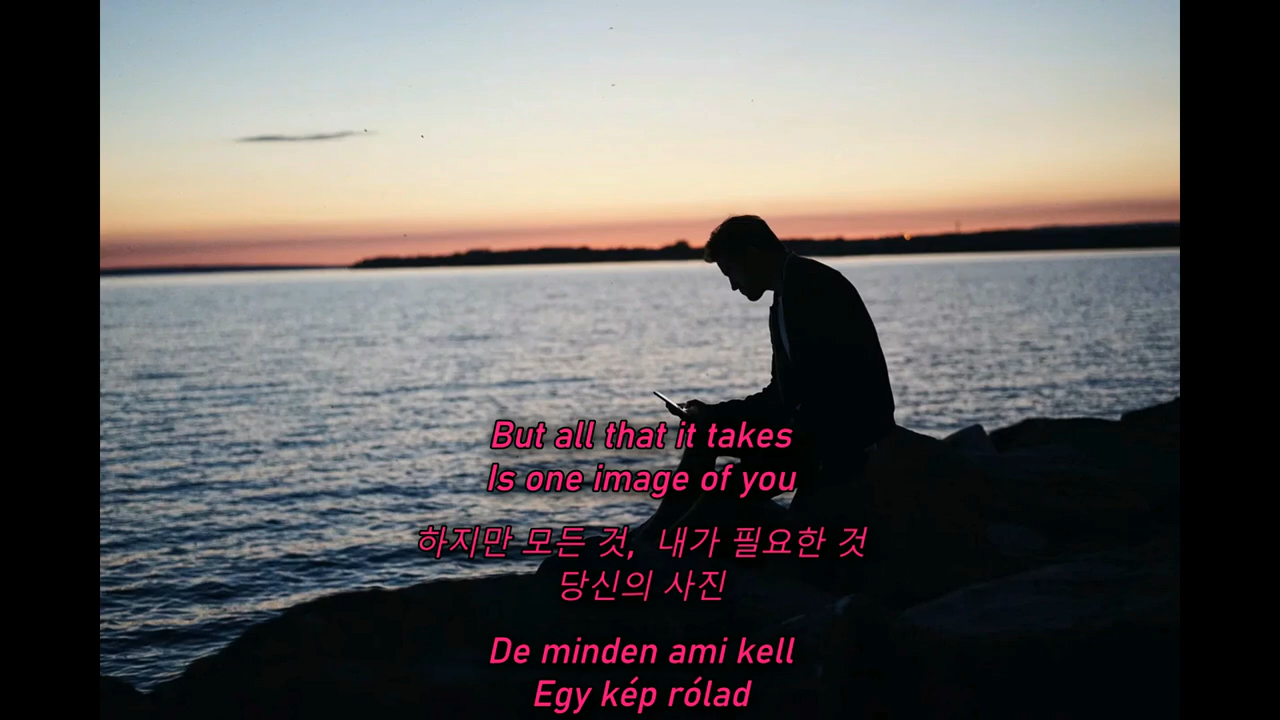 But all that it takes
Is one image of you
하지만 모든 것, 내가 필요한 것
당신의 사진
De minden ami kell
Egy kép rólad